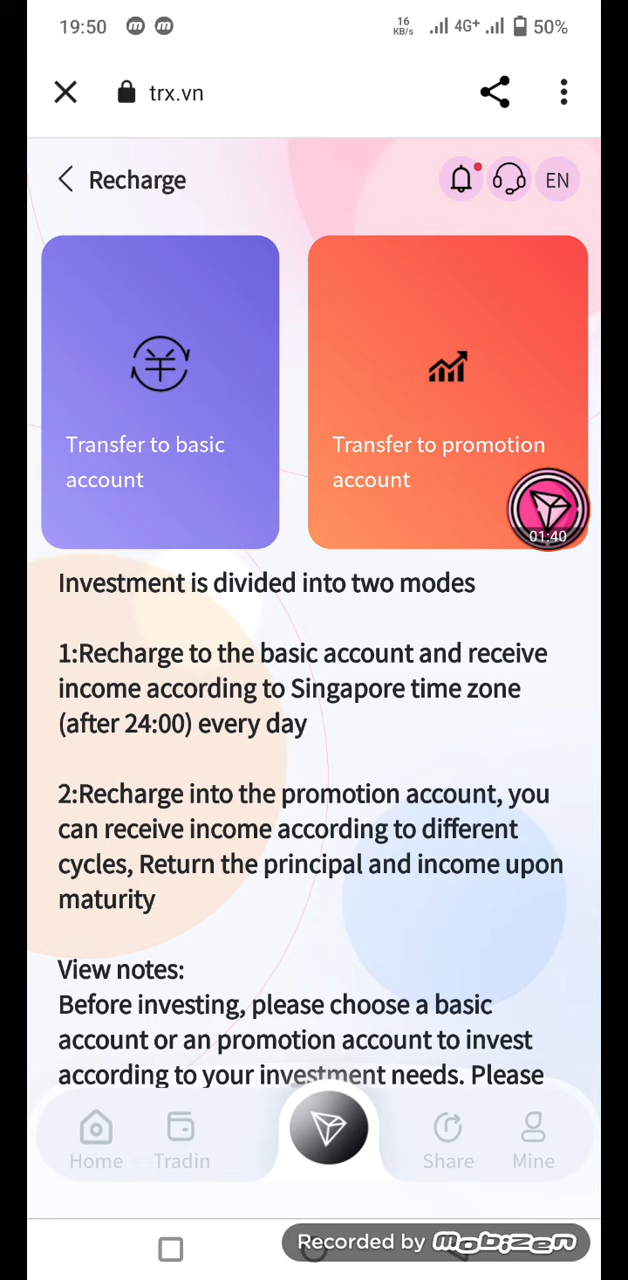 19:50
16
KB/s
4G+
50%
trx.vn
Recharge
EN
Transfer to basic
account
Transfer to promotion
account
01:40
Investment is divided into two modes
1:Recharge to the basic account and receive
income according to Singapore time zone
(after 24:00) every day
2:Recharge into the promotion account, you
can receive income according to different
cycles, Return the principal and income upon
maturity
View notes:
Before investing, please choose a basic
account or an promotion account to invest
according to your investment needs. Please
Home
Tradin
Share
Mine
Recorded by Mobizen